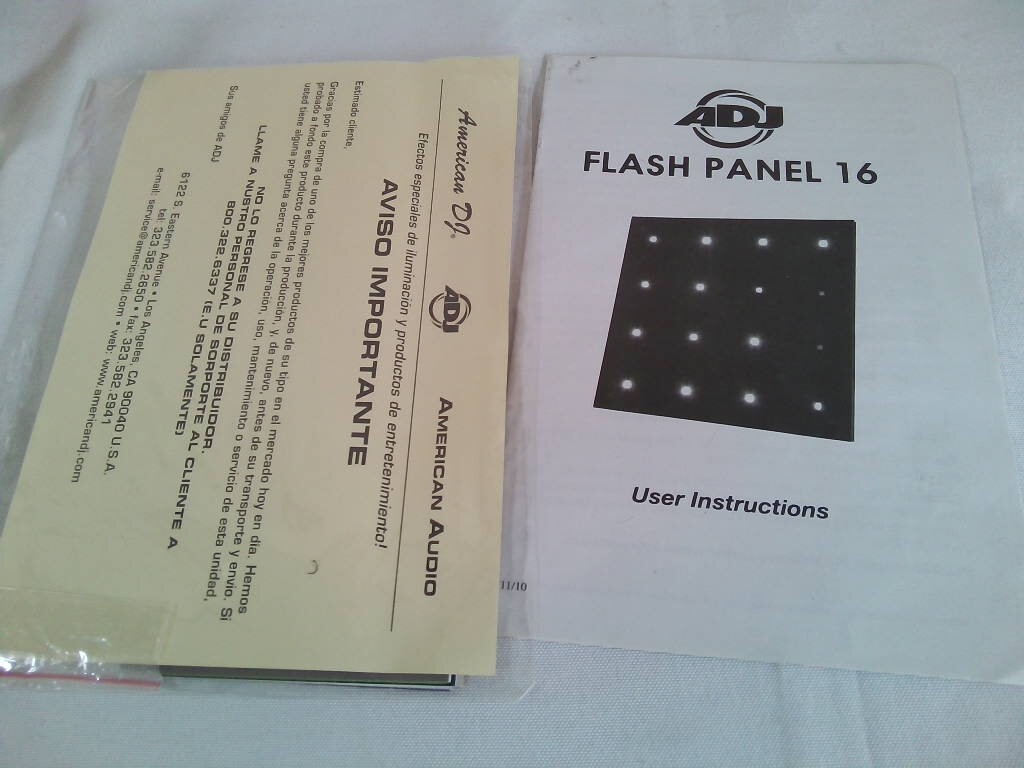 American DJ® ADJ AMERICAN AUDIO
Efectos especiales de iluminación y productos de entretenimiento!
AVISO IMPORTANTE
Estimado cliente,
Gracias por la compra de uno de los mejores productos de su tipo en el mercado hoy en día. Hemos
probado a fondo este producto durante la producción, y, de nuevo, antes de su transporte y envio. Si
usted tiene alguna pregunta acerca de la operación, uso, mantenimiento o servicio de esta unidad,
NO LO REGRESE A SU DISTRIBUIDOR.
LLAME A NUSTRO PERSONAL DE SORPORTE AL CLIENTE A
800.322.6337 (E.U SOLAMENTE)
Sus amigos de ADJ
6122 S. Eastern Avenue • Los Angeles, CA 90040 U.S.A.
tel: 323.582.2650 • fax: 323.582.2941
e-mail: service@americandj.com • web: www.americandj.com
11/10
ADJ
FLASH PANEL 16
User Instructions